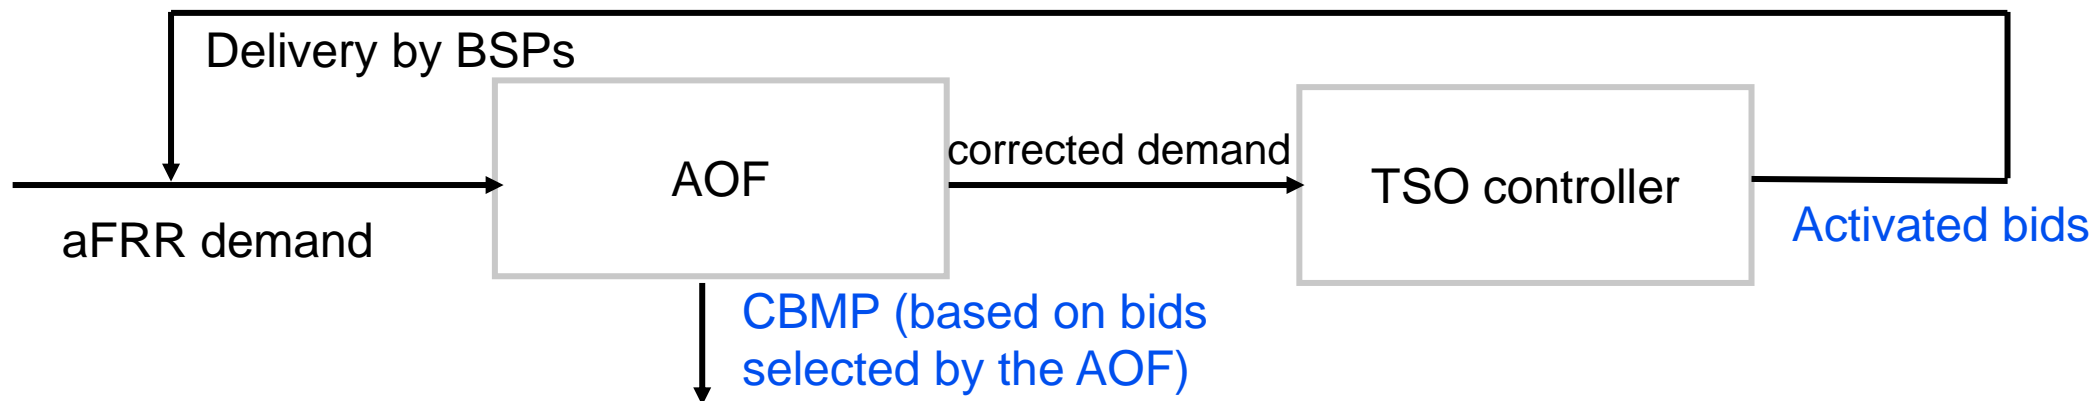 Delivery by BSPs
aFRR demand
AOF
corrected demand
TSO controller
Activated bids
CBMP (based on bids
selected by the AOF)